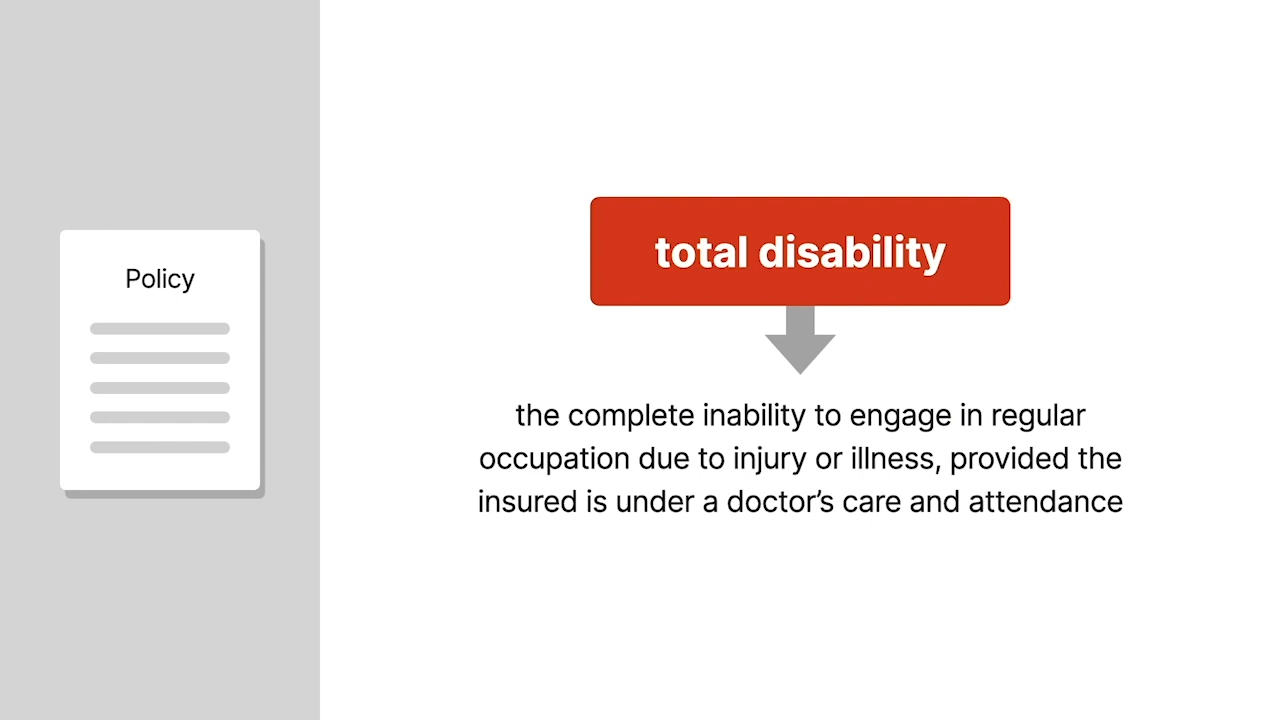 Policy
total disability
the complete inability to engage in regular
occupation due to injury or illness, provided the
insured is under a doctor’s care and attendance